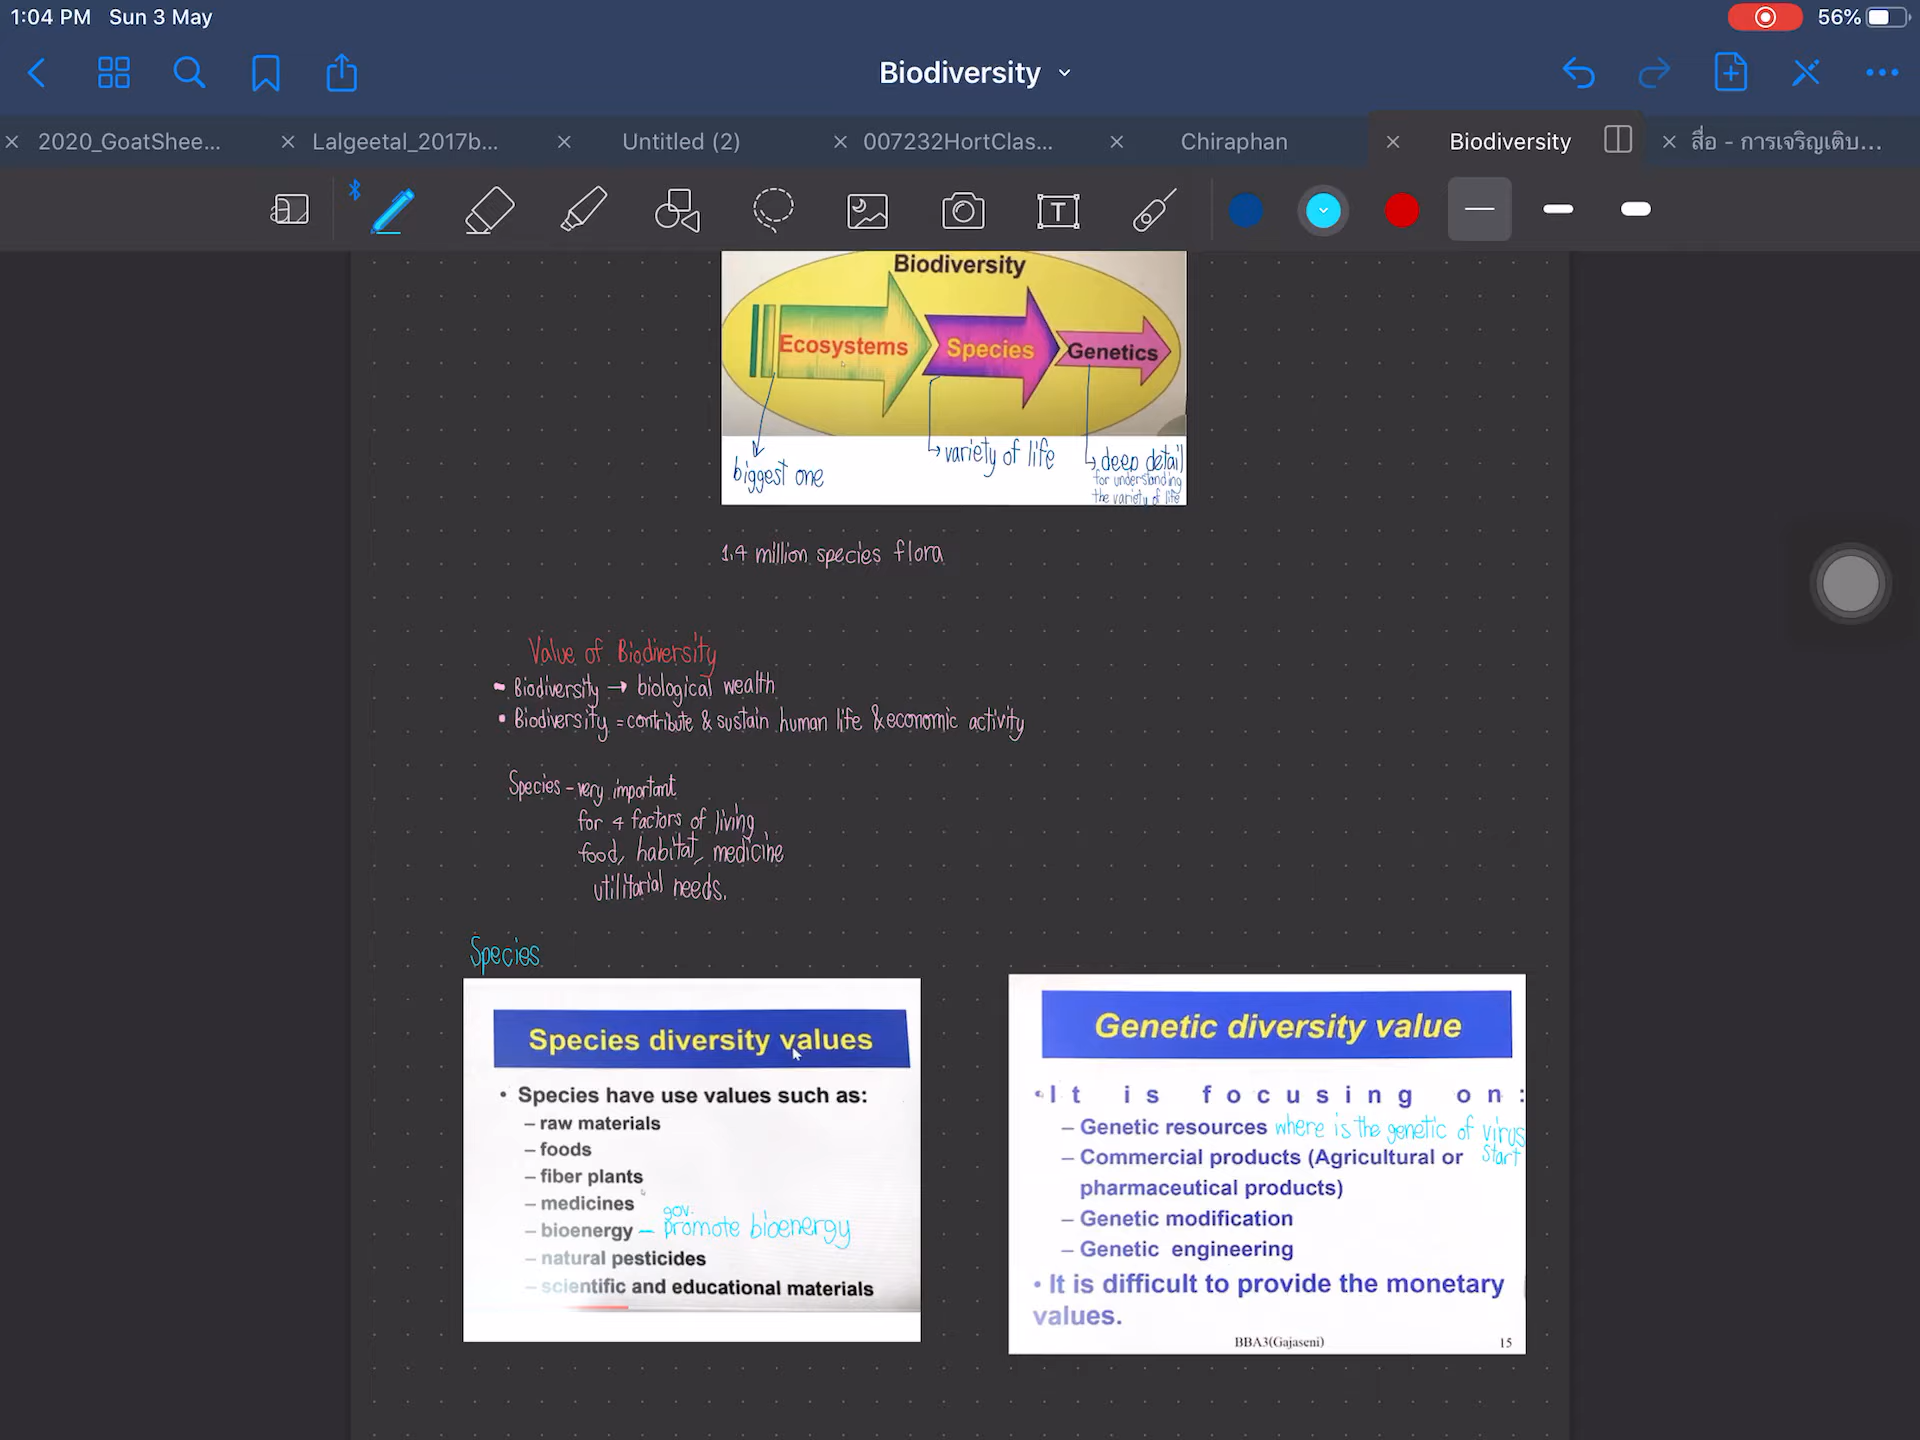 1:04 PM Sun 3 May
56%
Biodiversity
2020_GoatShee...
Lalgeetal_2017b...
Untitled (2)
007232HortClas...
Chiraphan
Biodiversity
สื่อ - การเจริญเติบ...
Biodiversity
Ecosystems
Species
Genetics
biggest one
variety of life
deep detail
for understanding
the variety of life
1.4 million species flora
Value of Biodiversity
- Biodiversity → biological wealth
• Biodiversity = contribute & sustain human life & economic activity
Species - very important
for 4 factors of living
food, habitat, medicine
utilitarial needs.
Species
Species diversity values
• Species have use values such as:
– raw materials
– foods
– fiber plants
– medicines
gov.
– bioenergy – promote bioenergy
– natural pesticides
– scientific and educational materials
Genetic diversity value
• It is focusing on:
– Genetic resources where is the genetic of virus
start
– Commercial products (Agricultural or
pharmaceutical products)
– Genetic modification
– Genetic engineering
• It is difficult to provide the monetary
values.
BBA3(Gajaseni)
15